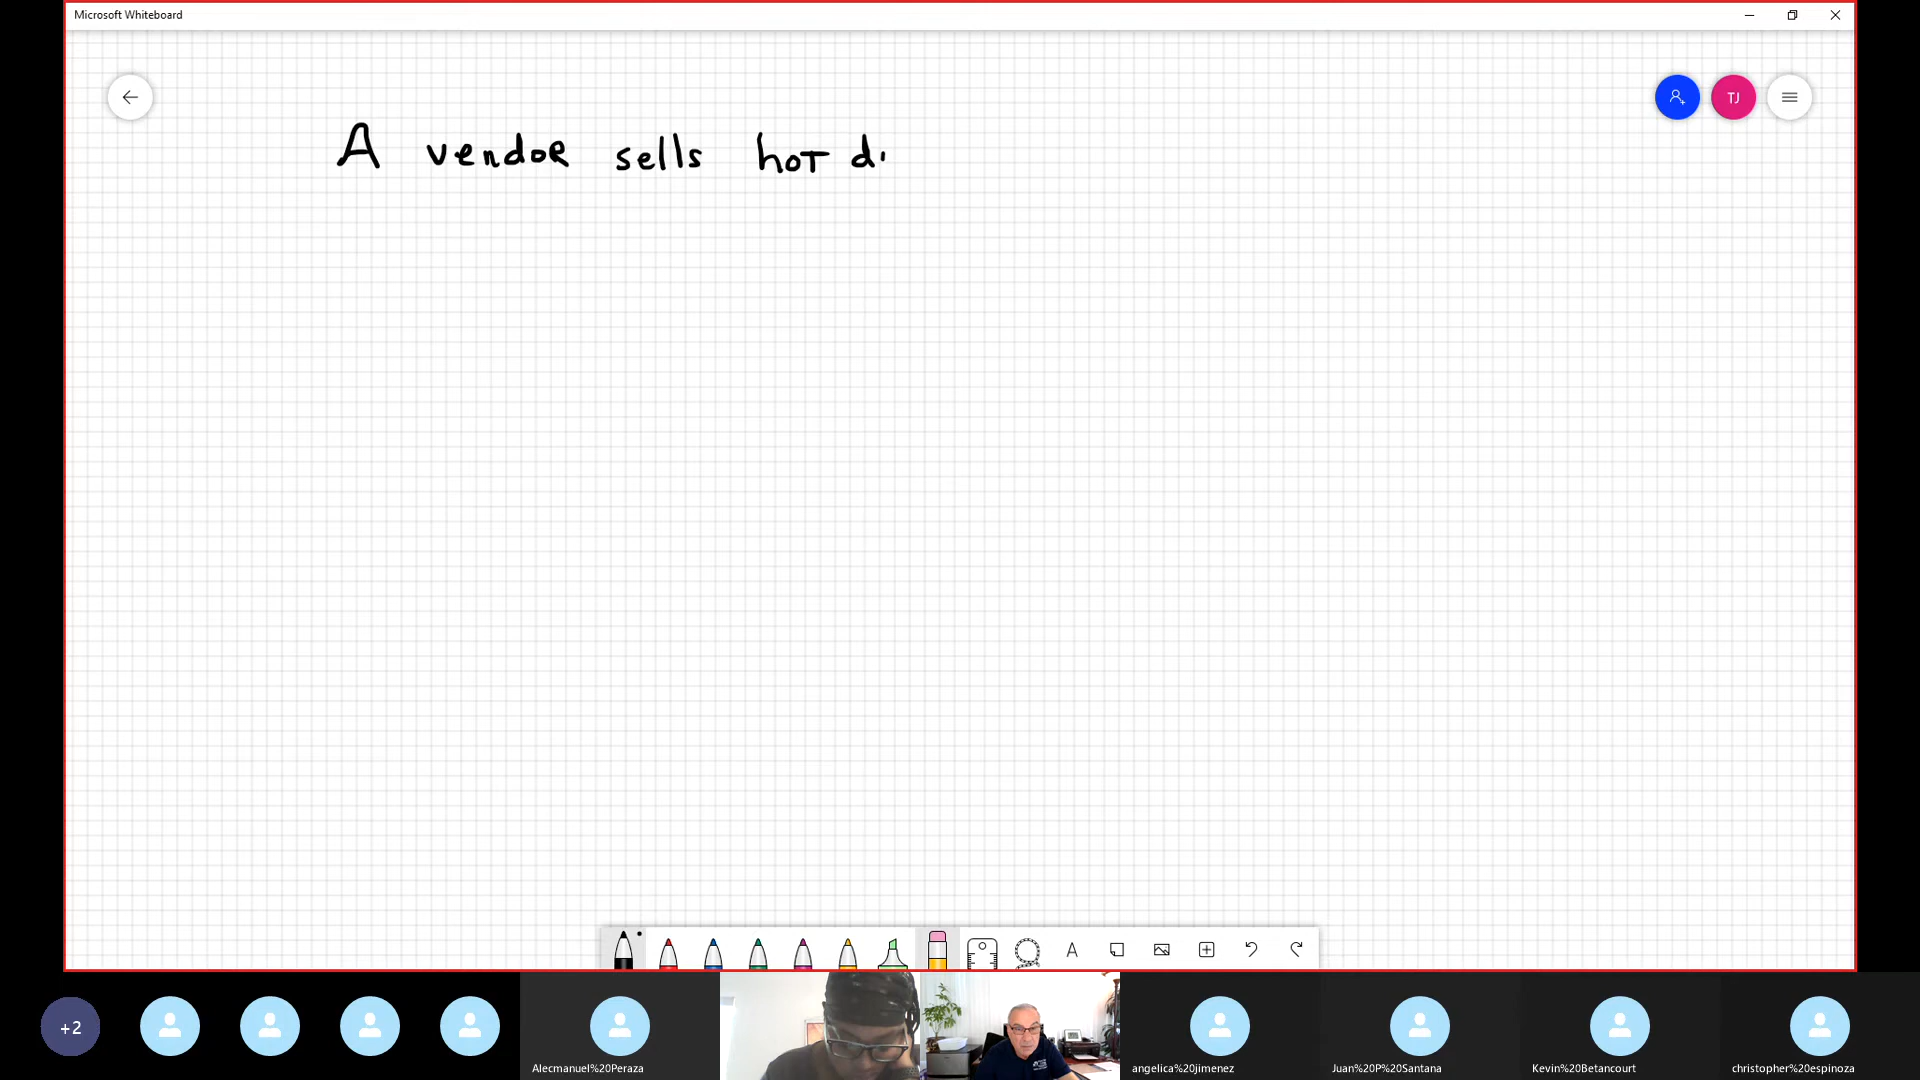 Microsoft Whiteboard
TJ
A vendor sells hot d
A
+2
Alecmanuel%20Peraza
angelica%20jimenez
Juan%20P%20Santana
Kevin%20Betancourt
christopher%20espinoza